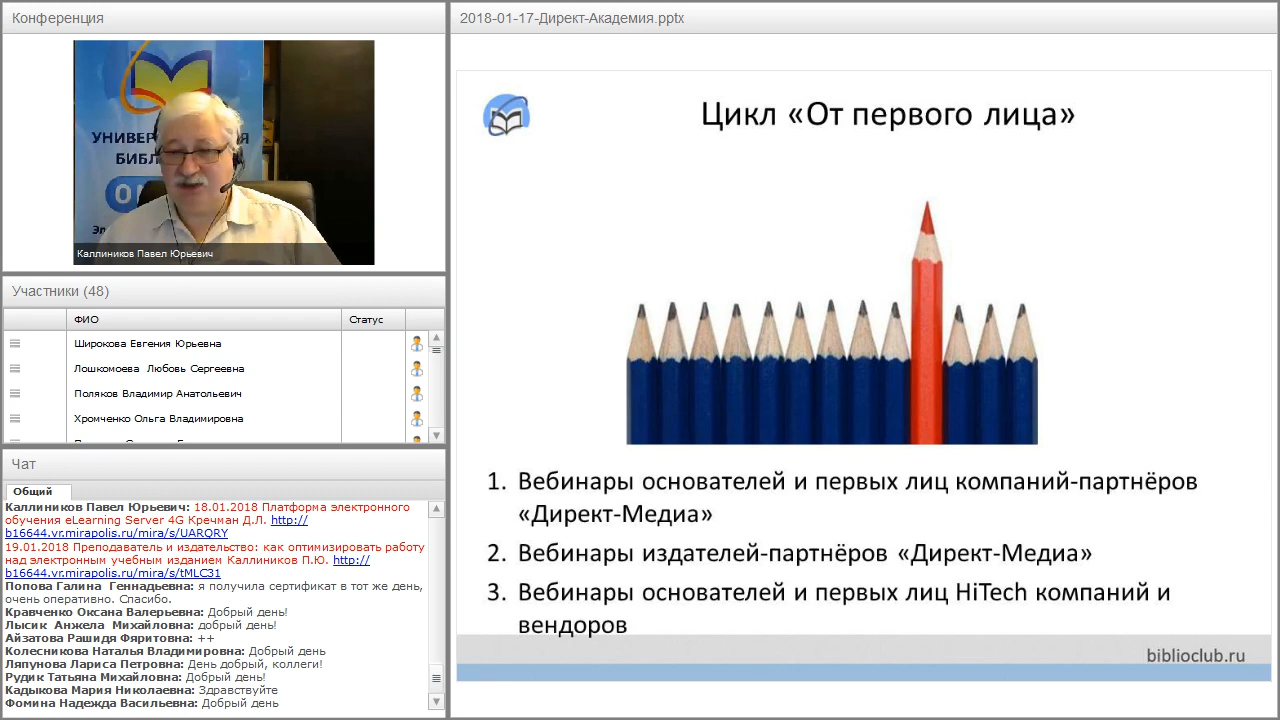 Конференция
УНИВЕР
БИБЛ
Каллиников Павел Юрьевич
Участники (48)
ФИО Статус
Широкова Евгения Юрьевна
Лошкомоева Любовь Сергеевна
Поляков Владимир Анатольевич
Хромченко Ольга Владимировна
Чат
Общий
Каллиников Павел Юрьевич: 18.01.2018 Платформа электронного
обучения eLearning Server 4G Кречман Д.Л. http://
b16644.vr.mirapolis.ru/mira/s/UARQRY
19.01.2018 Преподаватель и издательство: как оптимизировать работу
над электронным учебным изданием Каллиников П.Ю. http://
b16644.vr.mirapolis.ru/mira/s/tMLC31
Попова Галина Геннадьевна: я получила сертификат в тот же день,
очень оперативно. Спасибо.
Кравченко Оксана Валерьевна: Добрый день!
Лысик Анжела Михайловна: добрый день!
Айзатова Рашидя Фяритовна: ++
Колесникова Наталья Владимировна: Добрый день
Ляпунова Лариса Петровна: День добрый, коллеги!
Рудик Татьяна Михайловна: Добрый день!
Кадыкова Мария Николаевна: Здравствуйте
Фомина Надежда Васильевна: Добрый день
2018-01-17-Директ-Академия.pptx
Цикл «От первого лица»
1. Вебинары основателей и первых лиц компаний-партнёров
«Директ-Медиа»
2. Вебинары издателей-партнёров «Директ-Медиа»
3. Вебинары основателей и первых лиц HiTech компаний и
вендоров
biblioclub.ru